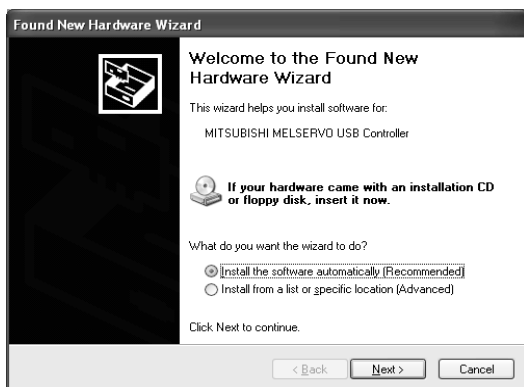 Found New Hardware Wizard
Welcome to the Found New
Hardware Wizard
This wizard helps you install software for:
MITSUBISHI MELSERVO USB Controller
If your hardware came with an installation CD
or floppy disk, insert it now.
What do you want the wizard to do?
Install the software automatically (Recommended)
Install from a list or specific location (Advanced)
Click Next to continue.
< Back
Next >
Cancel